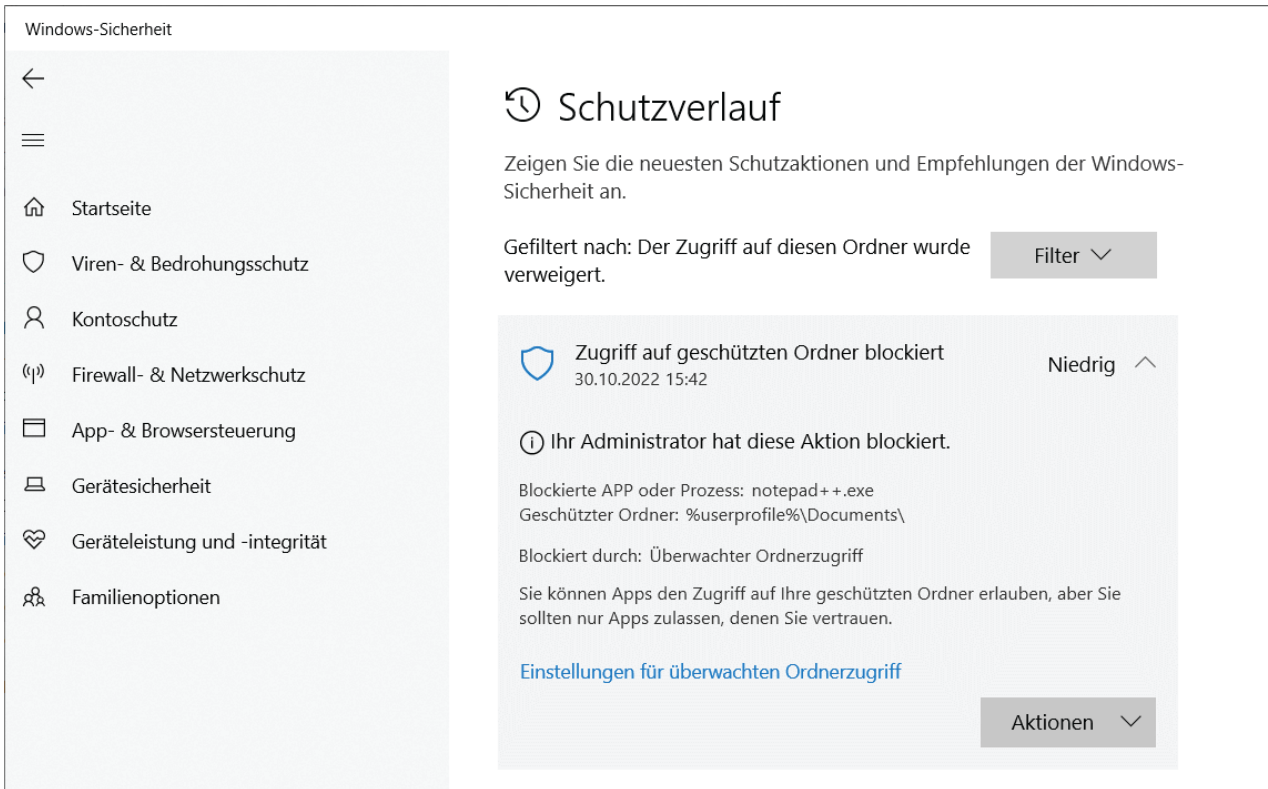 Windows-Sicherheit
Startseite
Viren- & Bedrohungsschutz
Kontoschutz
Firewall- & Netzwerkschutz
App- & Browsersteuerung
Gerätesicherheit
Geräteleistung und -integrität
Familienoptionen
Schutzverlauf
Zeigen Sie die neuesten Schutzaktionen und Empfehlungen der Windows-
Sicherheit an.
Gefiltert nach: Der Zugriff auf diesen Ordner wurde
verweigert.
Filter
Zugriff auf geschützten Ordner blockiert
30.10.2022 15:42
Niedrig
Ihr Administrator hat diese Aktion blockiert.
Blockierte APP oder Prozess: notepad++.exe
Geschützter Ordner: %userprofile%\Documents\
Blockiert durch: Überwachter Ordnerzugriff
Sie können Apps den Zugriff auf Ihre geschützten Ordner erlauben, aber Sie
sollten nur Apps zulassen, denen Sie vertrauen.
Einstellungen für überwachten Ordnerzugriff
Aktionen